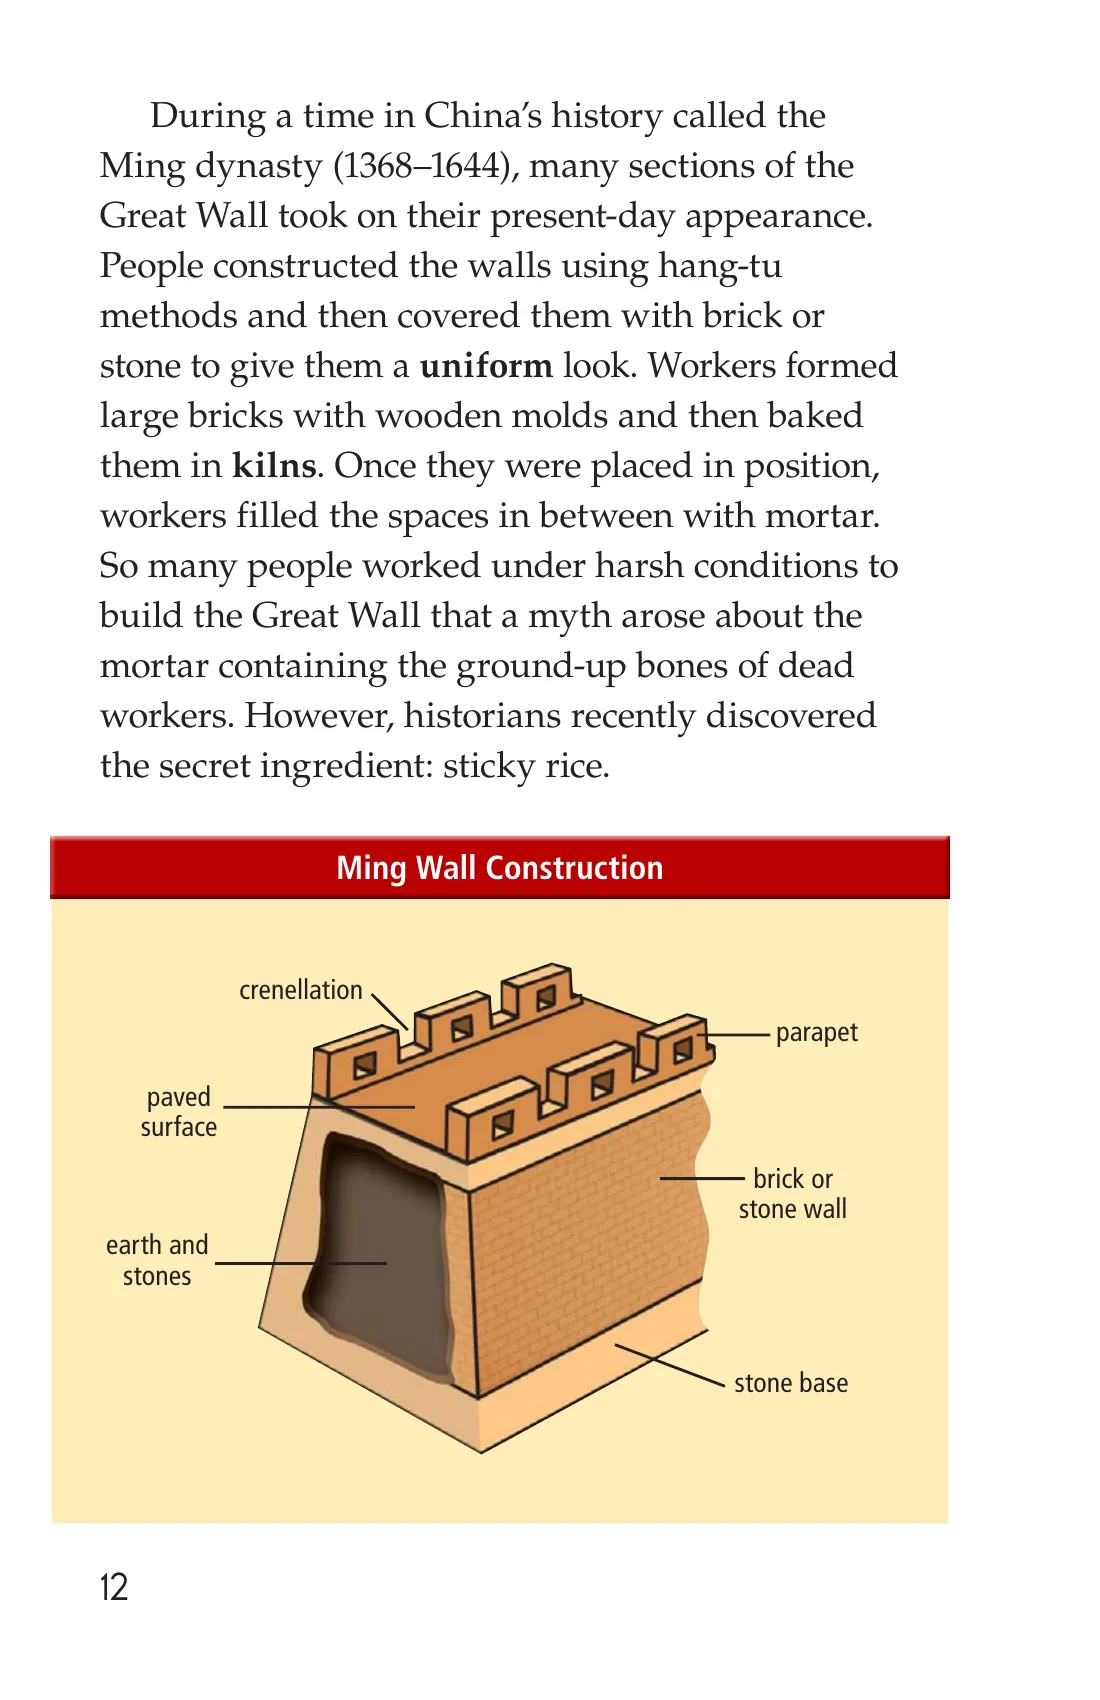 During a time in China’s history called the
Ming dynasty (1368–1644), many sections of the
Great Wall took on their present-day appearance.
People constructed the walls using hang-tu
methods and then covered them with brick or
stone to give them a uniform look. Workers formed
large bricks with wooden molds and then baked
them in kilns. Once they were placed in position,
workers filled the spaces in between with mortar.
So many people worked under harsh conditions to
build the Great Wall that a myth arose about the
mortar containing the ground-up bones of dead
workers. However, historians recently discovered
the secret ingredient: sticky rice.
Ming Wall Construction
crenellation
parapet
paved
surface
brick or
stone wall
earth and
stones
stone base
12